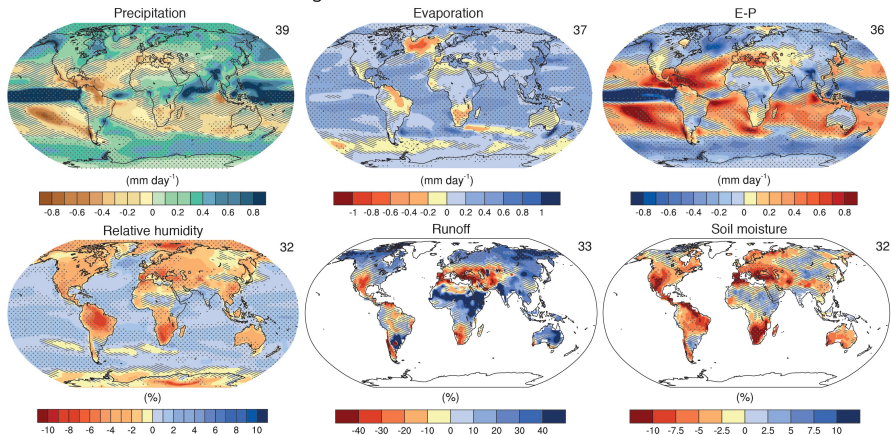 Precipitation
39
Evaporation
37
E-P
36
(mm day-1)
-0.8 -0.6 -0.4 -0.2 0 0.2 0.4 0.6 0.8
(mm day-1)
-1 -0.8 -0.6 -0.4 -0.2 0 0.2 0.4 0.6 0.8 1
(mm day-1)
-0.8 -0.6 -0.4 -0.2 0 0.2 0.4 0.6 0.8
Relative humidity
32
Runoff
33
Soil moisture
32
(%)
-10 -8 -6 -4 -2 0 2 4 6 8 10
(%)
-40 -30 -20 -10 0 10 20 30 40
(%)
-10 -7.5 -5 -2.5 0 2.5 5 7.5 10